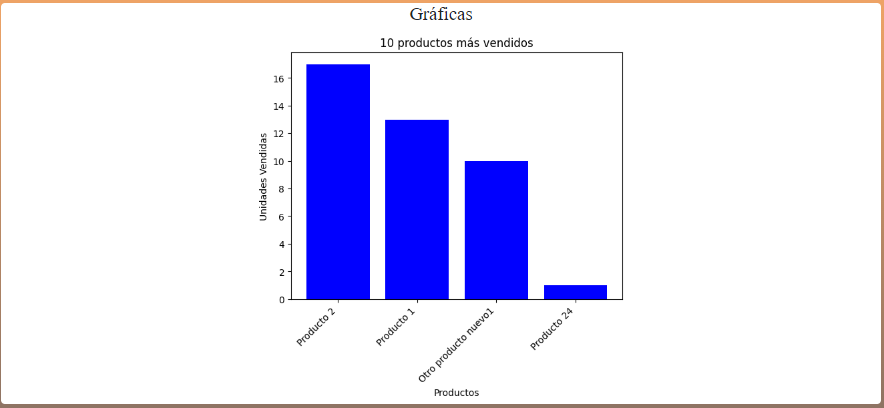 Gráficas
10 productos más vendidos
Unidades Vendidas
16
14
12
10
8
6
4
2
0
Producto 2
Producto 1
Otro producto nuevo1
Producto 24
Productos